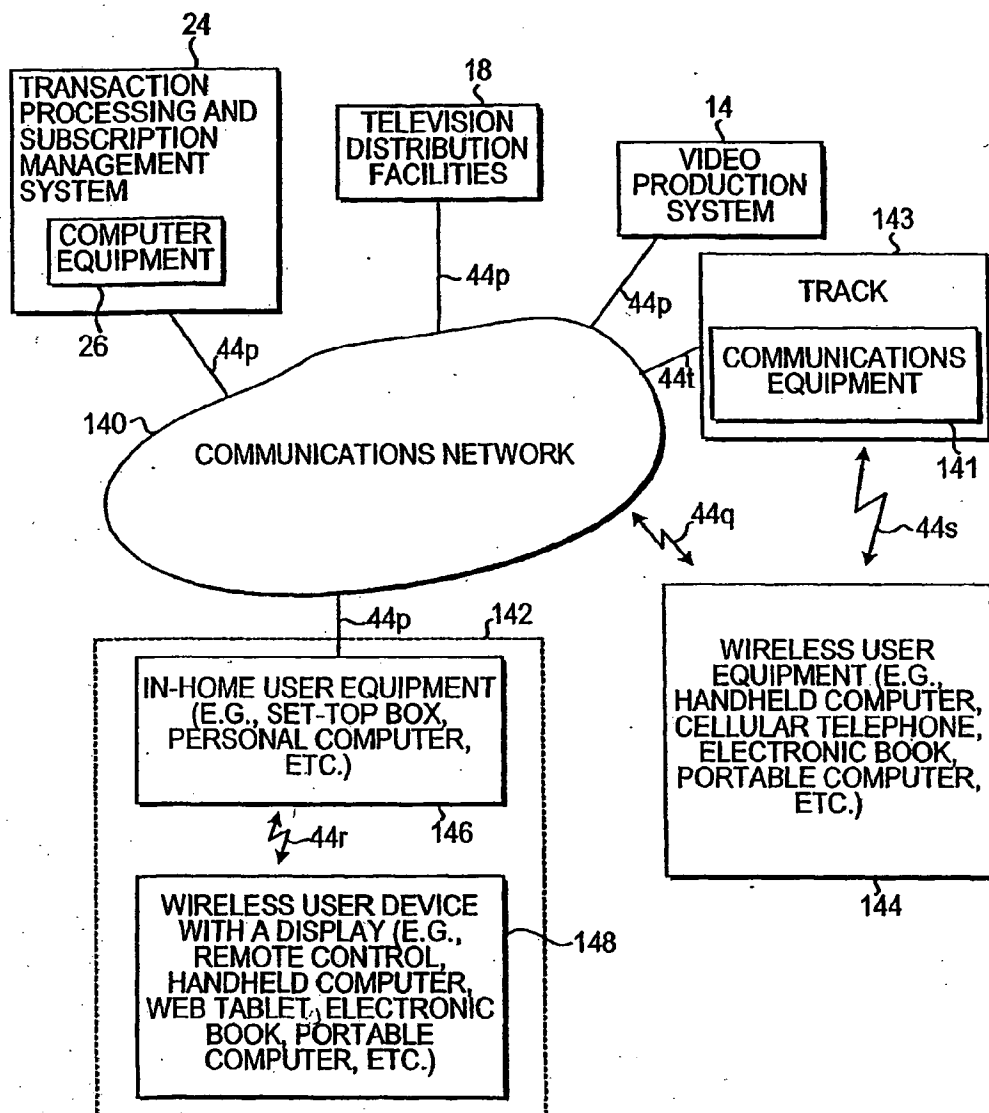 24
TRANSACTION
PROCESSING AND
SUBSCRIPTION
MANAGEMENT
SYSTEM
COMPUTER
EQUIPMENT
26
18
TELEVISION
DISTRIBUTION
FACILITIES
14
VIDEO
PRODUCTION
SYSTEM
143
TRACK
COMMUNICATIONS
EQUIPMENT
141
44p
44p
44p
44t
140
COMMUNICATIONS NETWORK
44q
44s
44p
142
IN-HOME USER EQUIPMENT
(E.G., SET-TOP BOX,
PERSONAL COMPUTER,
ETC.)
146
44r
WIRELESS USER DEVICE
WITH A DISPLAY (E.G.,
REMOTE CONTROL,
HANDHELD COMPUTER,
WEB TABLET, ELECTRONIC
BOOK, PORTABLE
COMPUTER, ETC.)
148
WIRELESS USER
EQUIPMENT (E.G.,
HANDHELD COMPUTER,
CELLULAR TELEPHONE,
ELECTRONIC BOOK,
PORTABLE COMPUTER,
ETC.)
144